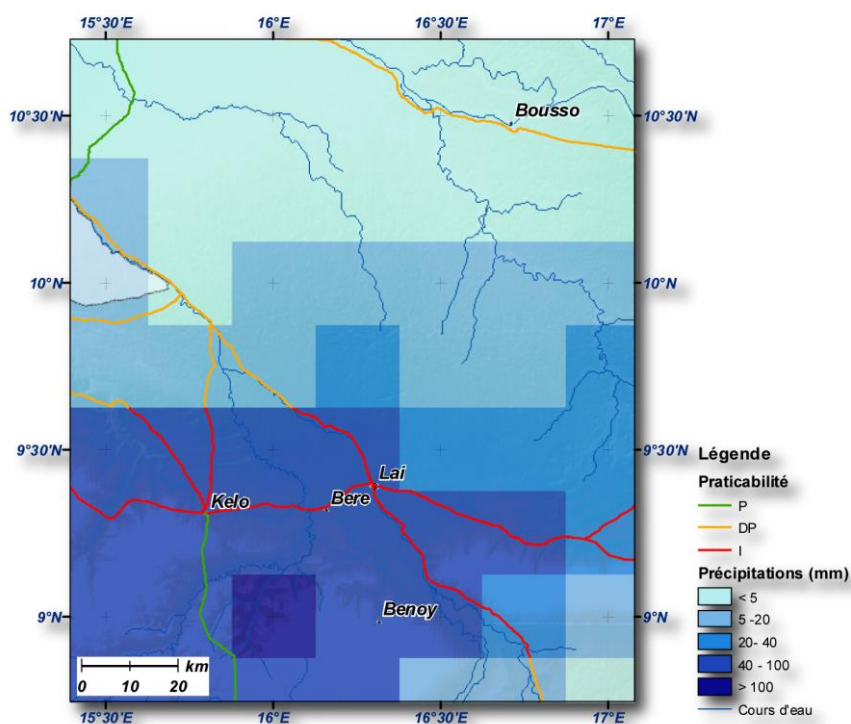 15°30'E 16°E 16°30'E 17°E
10°30'N
10°30'N
Bousso
10°N
10°N
9°30'N
9°30'N
Légende
Praticabilité
P
DP
I
Lai
Bere
Kelo
Précipitations (mm)
< 5
5 -20
20- 40
40 - 100
> 100
Cours d'eau
9°N
9°N
Benoy
km
0 10 20
15°30'E 16°E 16°30'E 17°E